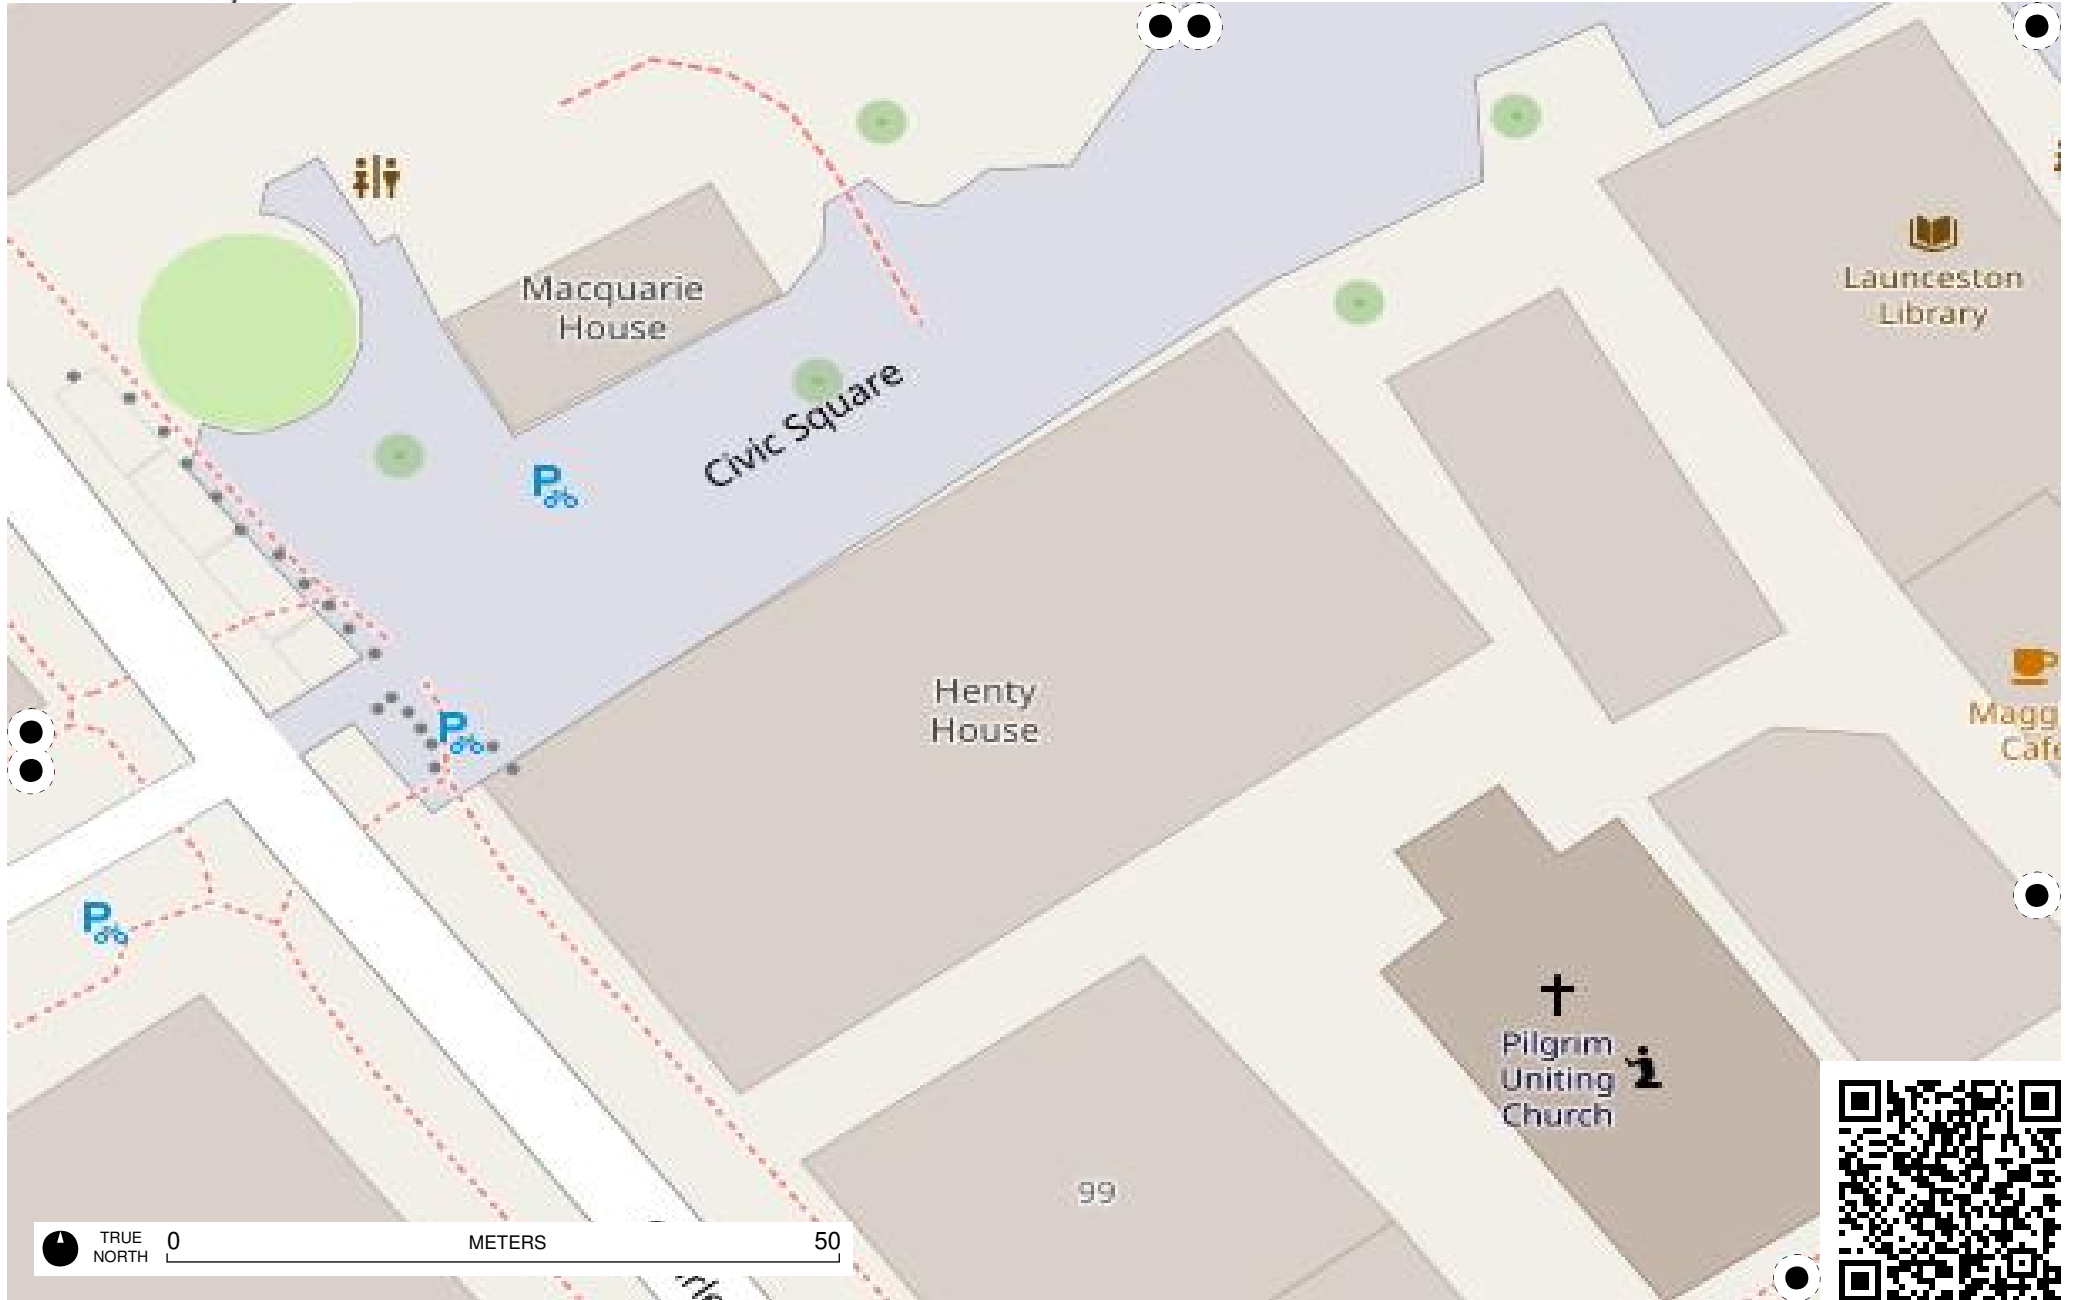 Macquarie
House
Launceston
Library
Civic Square
P
P
Henty
House
P
Pilgrim
Uniting
Church
99
TRUE
NORTH
0
METERS
50